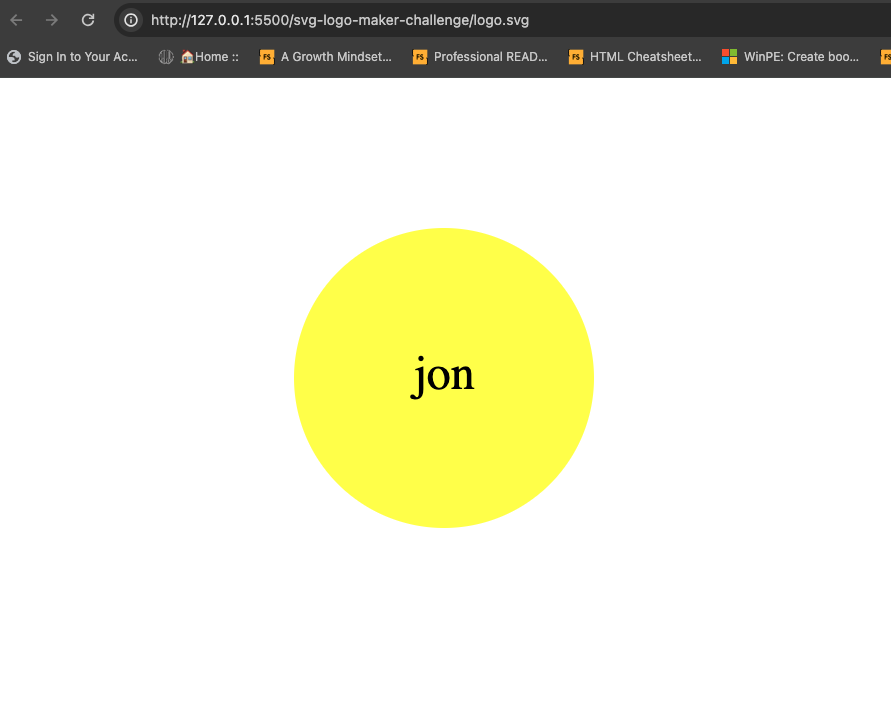 http://127.0.0.1:5500/svg-logo-maker-challenge/logo.svg
Sign In to Your Ac... 🏠Home :: FS A Growth Mindset... FS Professional READ... FS HTML Cheatsheet... WinPE: Create boo... FS
jon